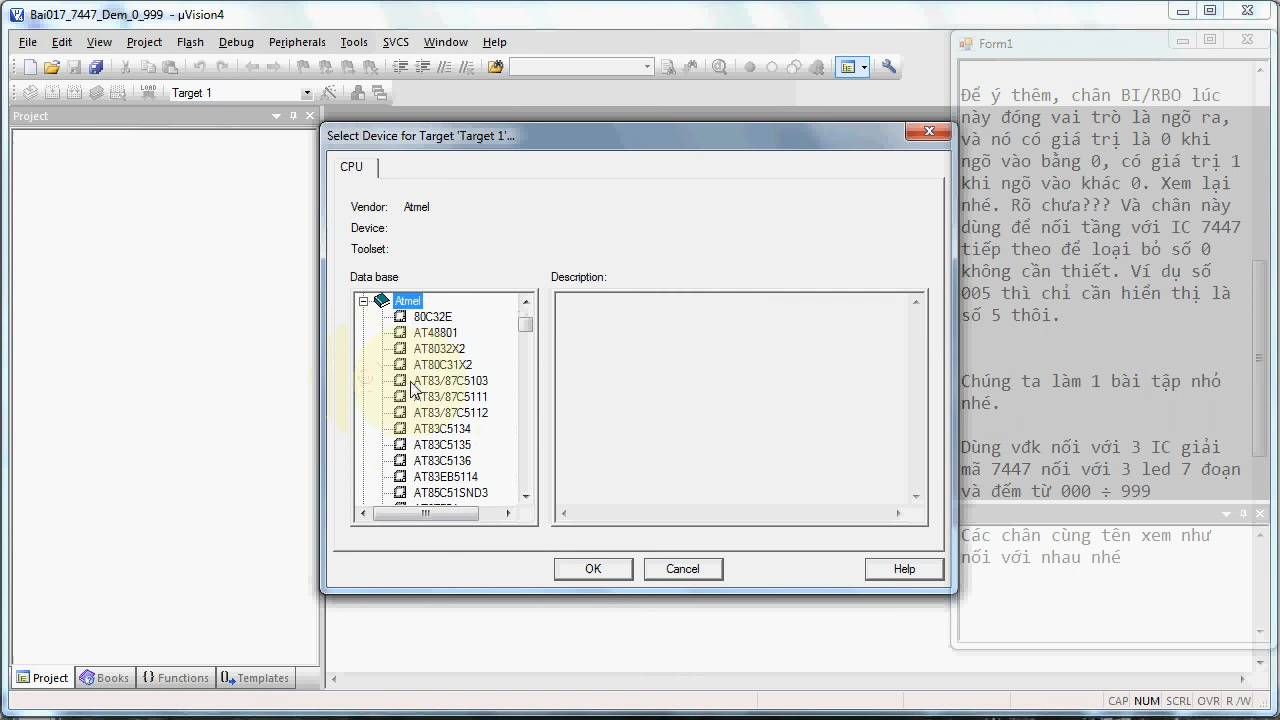 Bai017_7447_Dem_0_999 - µVision4
File Edit View Project Flash Debug Peripherals Tools SVCS Window Help
LOAD
Target 1
Project
Select Device for Target 'Target 1'...
CPU
Vendor: Atmel
Device:
Toolset:
Data base
Description:
Atmel
80C32E
AT48801
AT8032X2
AT80C31X2
AT83/87C5103
AT83/87C5111
AT83/87C5112
AT83C5134
AT83C5135
AT83C5136
AT83EB5114
AT85C51SND3
OK
Cancel
Help
Form1
Để ý thêm, chân BI/RBO lúc
này đóng vai trò là ngõ ra,
và nó có giá trị là 0 khi
ngõ vào bằng 0, có giá trị 1
khi ngõ vào khác 0. Xem lại
nhé. Rõ chưa??? Và chân này
dùng để nối tầng với IC 7447
tiếp theo để loại bỏ số 0
không cần thiết. Ví dụ số
005 thì chỉ cần hiển thị là
số 5 thôi.
Chúng ta làm 1 bài tập nhỏ
nhé.
Dùng vđk nối với 3 IC giải
mã 7447 nối với 3 led 7 đoạn
và đếm từ 000 ÷ 999
Các chân cùng tên xem như
nối với nhau nhé
Project Books Functions Templates
CAP NUM SCRL OVR R/W